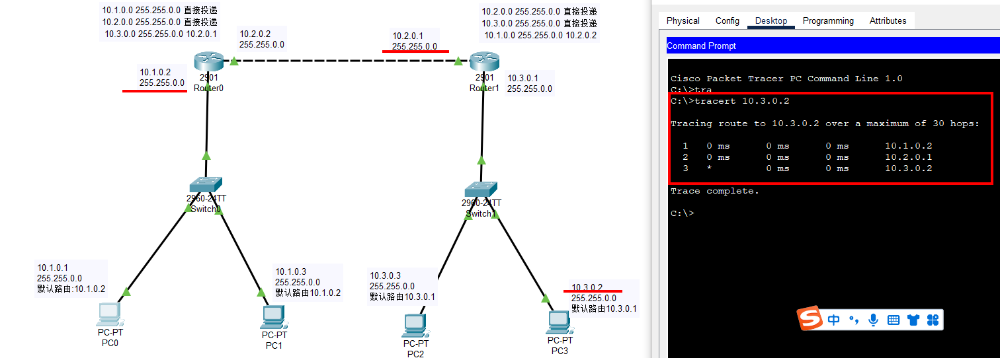 10.1.0.0 255.255.0.0 直接投递
10.2.0.0 255.255.0.0 直接投递
10.3.0.0 255.255.0.0 10.2.0.1
10.2.0.2
255.255.0.0
10.2.0.1
255.255.0.0
10.2.0.0 255.255.0.0 直接投递
10.3.0.0 255.255.0.0 直接投递
10.1.0.0 255.255.0.0 10.2.0.2
10.1.0.2
255.255.0.0
2901
Router0
2901
Router1
10.3.0.1
255.255.0.0
2960-24TT
Switch0
2960-24TT
Switch1
10.1.0.1
255.255.0.0
默认路由:10.1.0.2
10.1.0.3
255.255.0.0
默认路由10.1.0.2
10.3.0.3
255.255.0.0
默认路由10.3.0.1
10.3.0.2
255.255.0.0
默认路由10.3.0.1
PC-PT
PC0
PC-PT
PC1
PC-PT
PC2
PC-PT
PC3
Physical Config Desktop Programming Attributes
Command Prompt
Cisco Packet Tracer PC Command Line 1.0
C:\>tra
C:\>tracert 10.3.0.2
Tracing route to 10.3.0.2 over a maximum of 30 hops:
1 0 ms 0 ms 0 ms 10.1.0.2
2 0 ms 0 ms 0 ms 10.2.0.1
3 * 0 ms 0 ms 10.3.0.2
Trace complete.
C:\>
S 中 °,